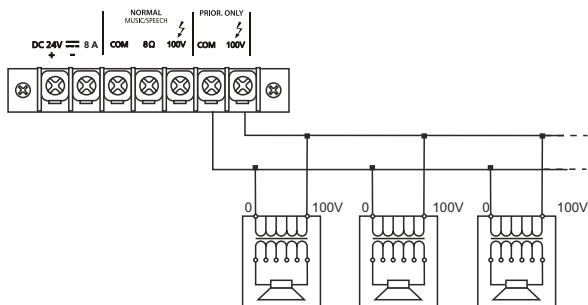 NORMAL
MUSIC/SPEECH
PRIOR. ONLY
DC 24V 8 A COM 8Ω 100V COM 100V
+ -
0 100V 0 100V 0 100V